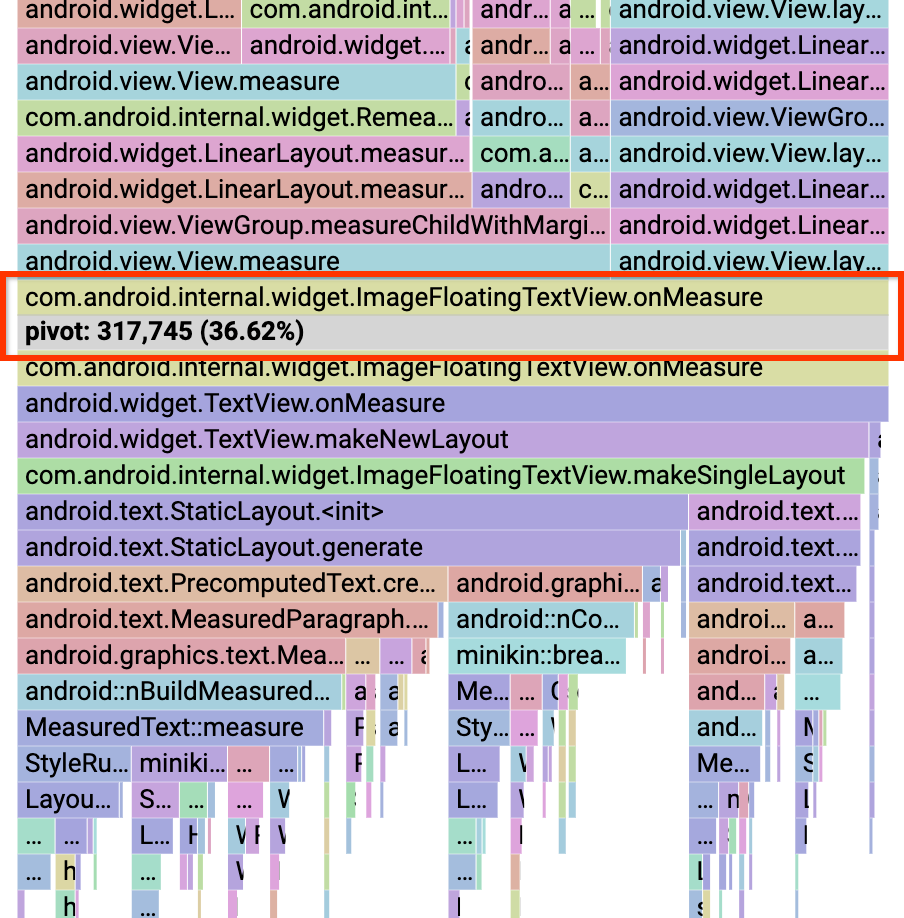 android.widget.L... com.android.int... andr... a ... android.view.View.lay...
android.view.Vie... android.widget.... andr... a ... android.widget.Linear...
android.view.View.measure andro... a... android.widget.Linear...
com.android.internal.widget.Remea... andro... a... android.view.ViewGro...
android.widget.LinearLayout.measur... com.a... a... android.view.View.lay...
android.widget.LinearLayout.measur... andro... c... android.widget.Linear...
android.view.ViewGroup.measureChildWithMargi... android.widget.Linear...
android.view.View.measure android.view.View.lay...
com.android.internal.widget.ImageFloatingTextView.onMeasure
pivot: 317,745 (36.62%)
com.android.internal.widget.ImageFloatingTextView.onMeasure
android.widget.TextView.onMeasure
android.widget.TextView.makeNewLayout
com.android.internal.widget.ImageFloatingTextView.makeSingleLayout
android.text.StaticLayout.<init> android.text....
android.text.StaticLayout.generate android.text....
android.text.PrecomputedText.cre... android.graphi... a android.text...
android.text.MeasuredParagraph.... android::nCo... androi... a...
android.graphics.text.Mea... ... ... minikin::brea... androi... a...
android::nBuildMeasured... a a Me... ... and... ...
MeasuredText::measure a Sty... ... and...
StyleRu... miniki... ... ... L... Me...
Layou... S... ... ... L... ... n
... ... L... ... ...
... h ... ...
h ...